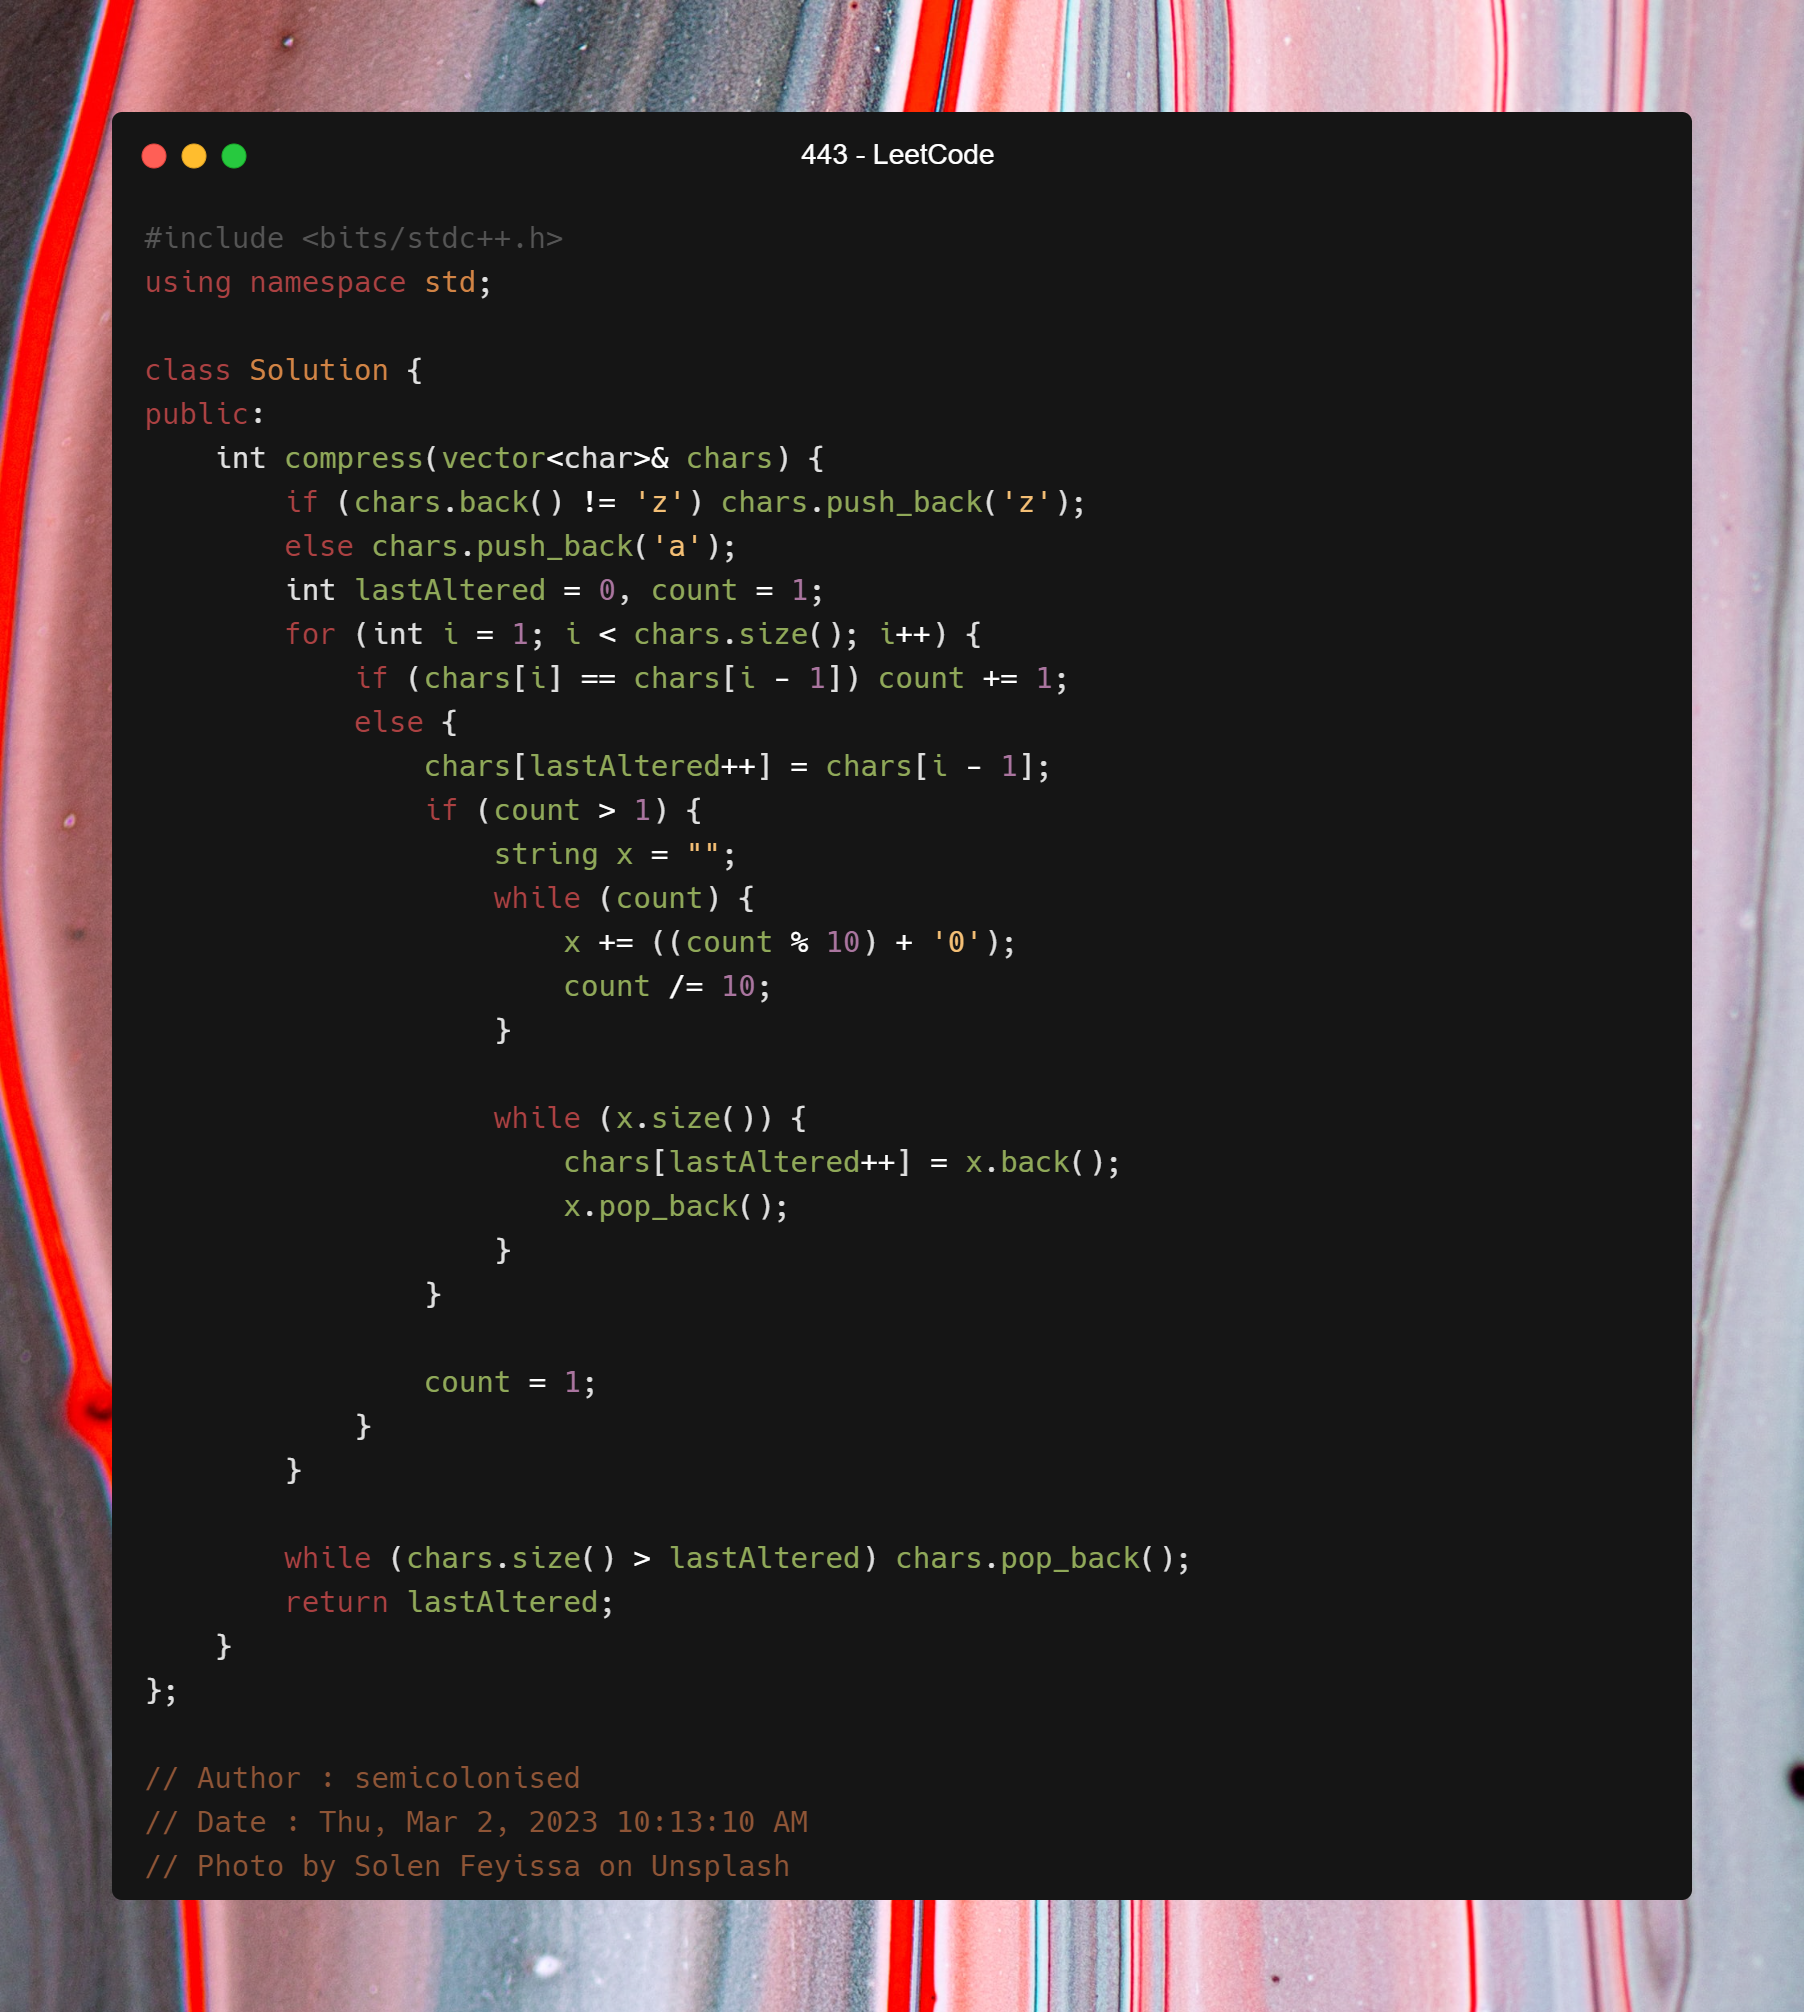 443 - LeetCode
#include <bits/stdc++.h>
using namespace std;
class Solution {
public:
    int compress(vector<char>& chars) {
        if (chars.back() != 'z') chars.push_back('z');
        else chars.push_back('a');
        int lastAltered = 0, count = 1;
        for (int i = 1; i < chars.size(); i++) {
            if (chars[i] == chars[i - 1]) count += 1;
            else {
                chars[lastAltered++] = chars[i - 1];
                if (count > 1) {
                    string x = "";
                    while (count) {
                        x += ((count % 10) + '0');
                        count /= 10;
                    }
                    while (x.size()) {
                        chars[lastAltered++] = x.back();
                        x.pop_back();
                    }
                }
                count = 1;
            }
        }
        while (chars.size() > lastAltered) chars.pop_back();
        return lastAltered;
    }
};
// Author : semicolonised
// Date : Thu, Mar 2, 2023 10:13:10 AM
// Photo by Solen Feyissa on Unsplash